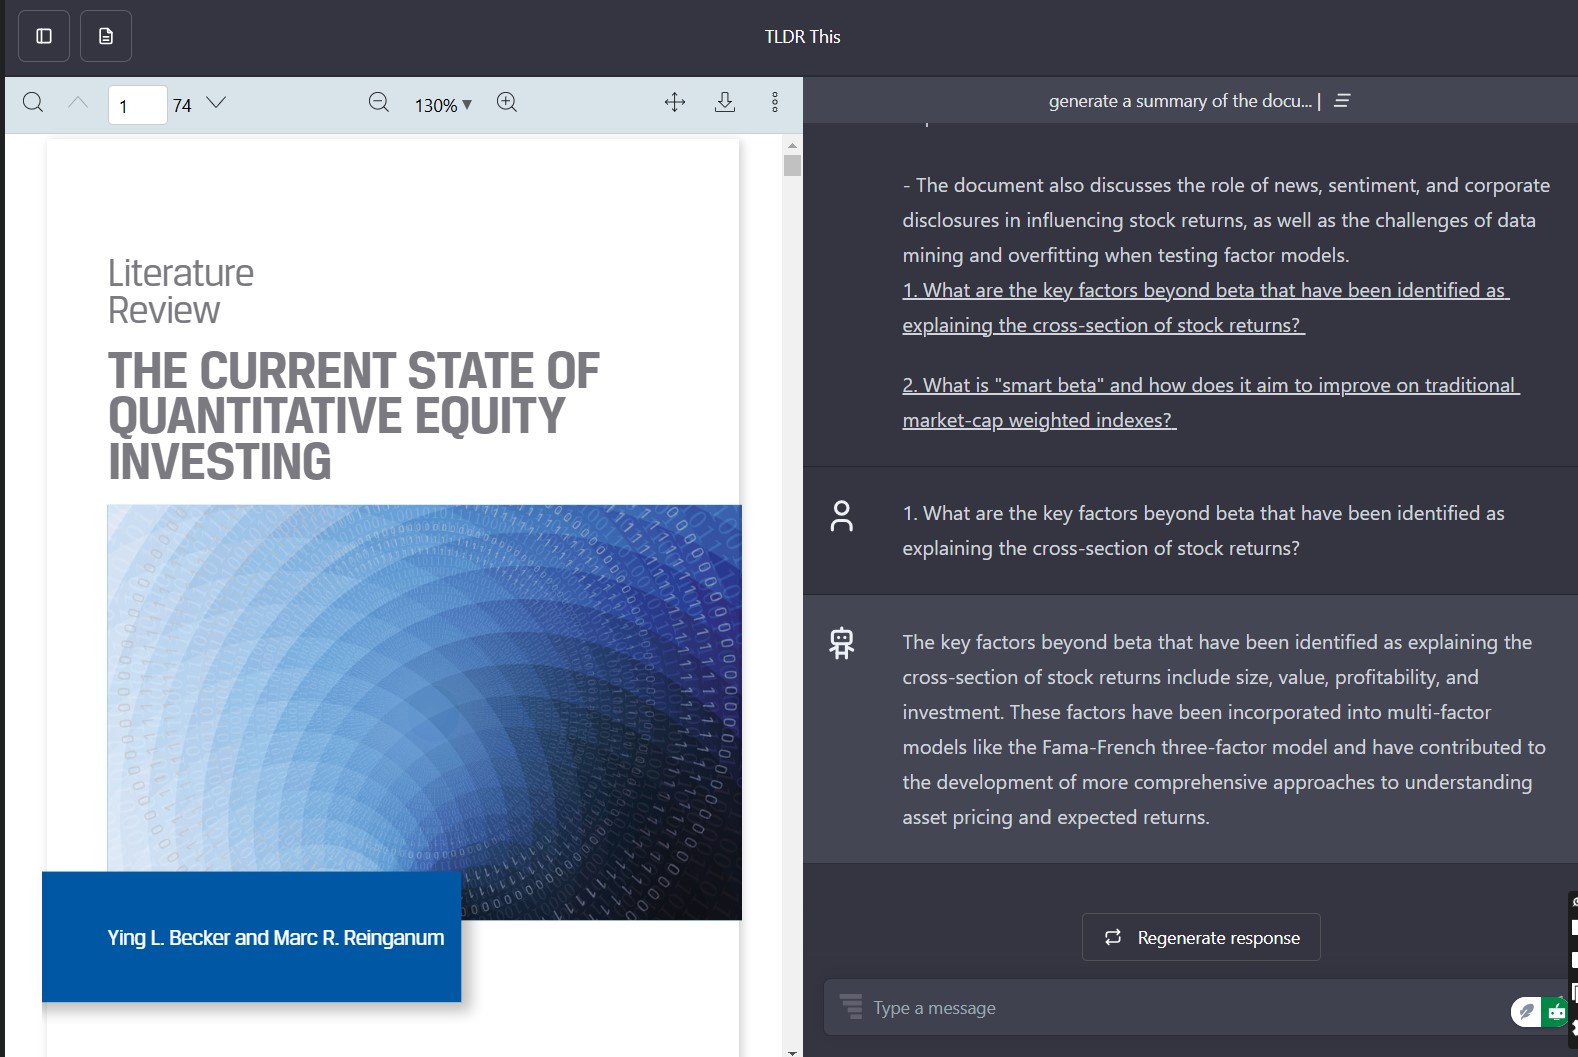 TLDR This
1
74
130%
generate a summary of the docu... |
Literature
Review
THE CURRENT STATE OF
QUANTITATIVE EQUITY
INVESTING
Ying L. Becker and Marc R. Reinganum
- The document also discusses the role of news, sentiment, and corporate
disclosures in influencing stock returns, as well as the challenges of data
mining and overfitting when testing factor models.
1. What are the key factors beyond beta that have been identified as
explaining the cross-section of stock returns?
2. What is "smart beta" and how does it aim to improve on traditional
market-cap weighted indexes?
1. What are the key factors beyond beta that have been identified as
explaining the cross-section of stock returns?
The key factors beyond beta that have been identified as explaining the
cross-section of stock returns include size, value, profitability, and
investment. These factors have been incorporated into multi-factor
models like the Fama-French three-factor model and have contributed to
the development of more comprehensive approaches to understanding
asset pricing and expected returns.
Regenerate response
Type a message